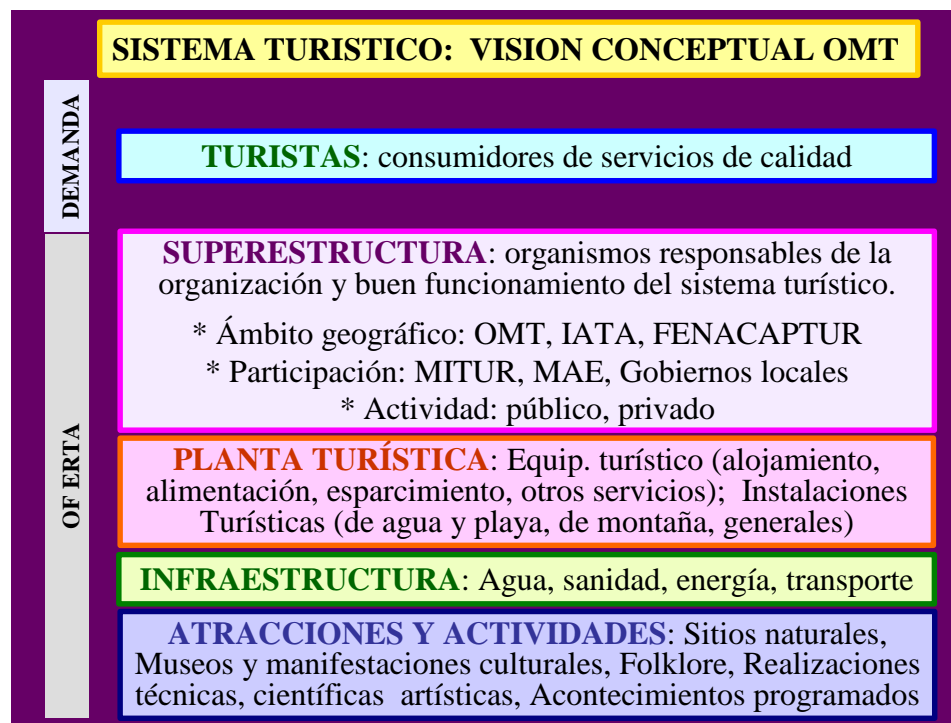 SISTEMA TURISTICO: VISION CONCEPTUAL OMT
DEMANDA
TURISTAS: consumidores de servicios de calidad
OF ERTA
SUPERESTRUCTURA: organismos responsables de la
organización y buen funcionamiento del sistema turístico.
* Ámbito geográfico: OMT, IATA, FENACAPTUR
* Participación: MITUR, MAE, Gobiernos locales
* Actividad: público, privado
PLANTA TURÍSTICA: Equip. turístico (alojamiento,
alimentación, esparcimiento, otros servicios); Instalaciones
Turísticas (de agua y playa, de montaña, generales)
INFRAESTRUCTURA: Agua, sanidad, energía, transporte
ATRACCIONES Y ACTIVIDADES: Sitios naturales,
Museos y manifestaciones culturales, Folklore, Realizaciones
técnicas, científicas artísticas, Acontecimientos programados